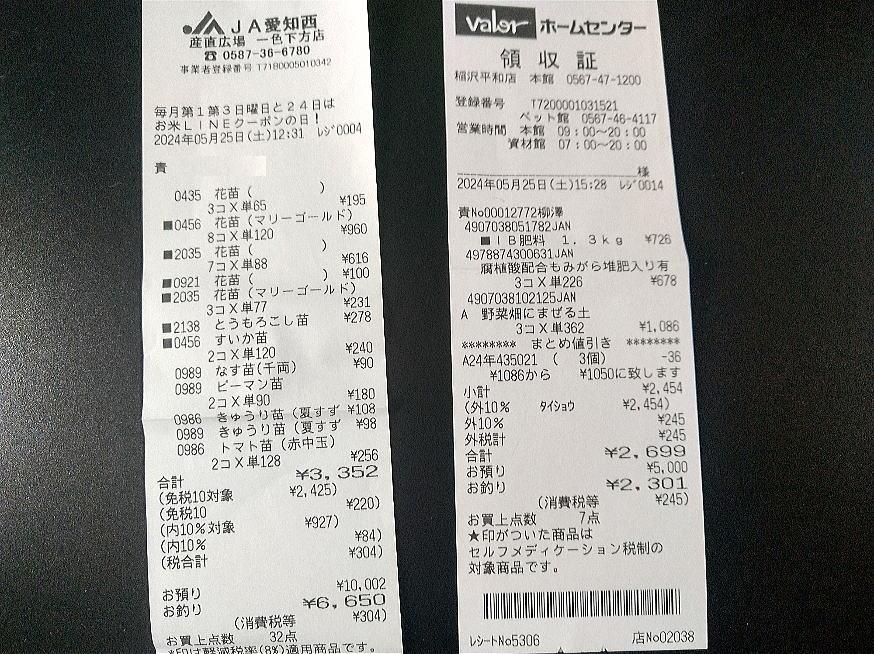 JA愛知西
産直広場 一色下方店
☎0587-36-6780
事業者登録番号 T7180005010342
毎月第1第3日曜日と24日は
お米LINEクーポンの日!
2024年05月25日(土)12:31 レジ0004
責
0435 花苗( )
3コX単65 ¥195
■0456 花苗(マリーゴールド)
8コX単120 ¥960
■2035 花苗( )
7コX単88 ¥616
■0921 花苗( ) ¥100
■2035 花苗(マリーゴールド)
3コX単77 ¥231
■2138 とうもろこし苗 ¥278
■0456 すいか苗
2コX単120 ¥240
0989 なす苗(千両) ¥90
0989 ピーマン苗
2コX単90 ¥180
0986 きゅうり苗(夏すず ¥108
0989 きゅうり苗(夏すず ¥98
0986 トマト苗(赤中玉)
2コX単128 ¥256
合計 ¥3,352
(免税10対象 ¥2,425)
(免税10 ¥220)
(内10%対象 ¥927)
(内10% ¥84)
(税合計 ¥304)
お預り ¥10,002
お釣り ¥6,650
(消費税等 ¥304)
お買上点数 32点
*印は軽減税率(8%)適用商品です。
Valor ホームセンター
領収証
稲沢平和店 本館 0567-47-1200
登録番号 T7200001031521
ペット館 0567-46-4117
営業時間 本館 09:00~20:00
資材館 07:00~20:00
様
2024年05月25日(土)15:28 レジ0014
責No00012772柳澤
4907038051782JAN
■IB肥料 1.3kg ¥726
4978874300631JAN
腐植酸配合もみがら堆肥入り有
3コX単226 ¥678
4907038102125JAN
A 野菜畑にまぜる土
3コX単362 ¥1,086
******** まとめ値引き ********
A24年435021 ( 3個) -36
¥1086から ¥1050に致します
小計 ¥2,454
(外10% タイショウ ¥2,454)
外10% ¥245
外税計 ¥245
合計 ¥2,699
お預り ¥5,000
お釣り ¥2,301
(消費税等 ¥245)
お買上点数 7点
★印がついた商品は
セルフメディケーション税制の
対象商品です。
レシートNo5306 店No02038